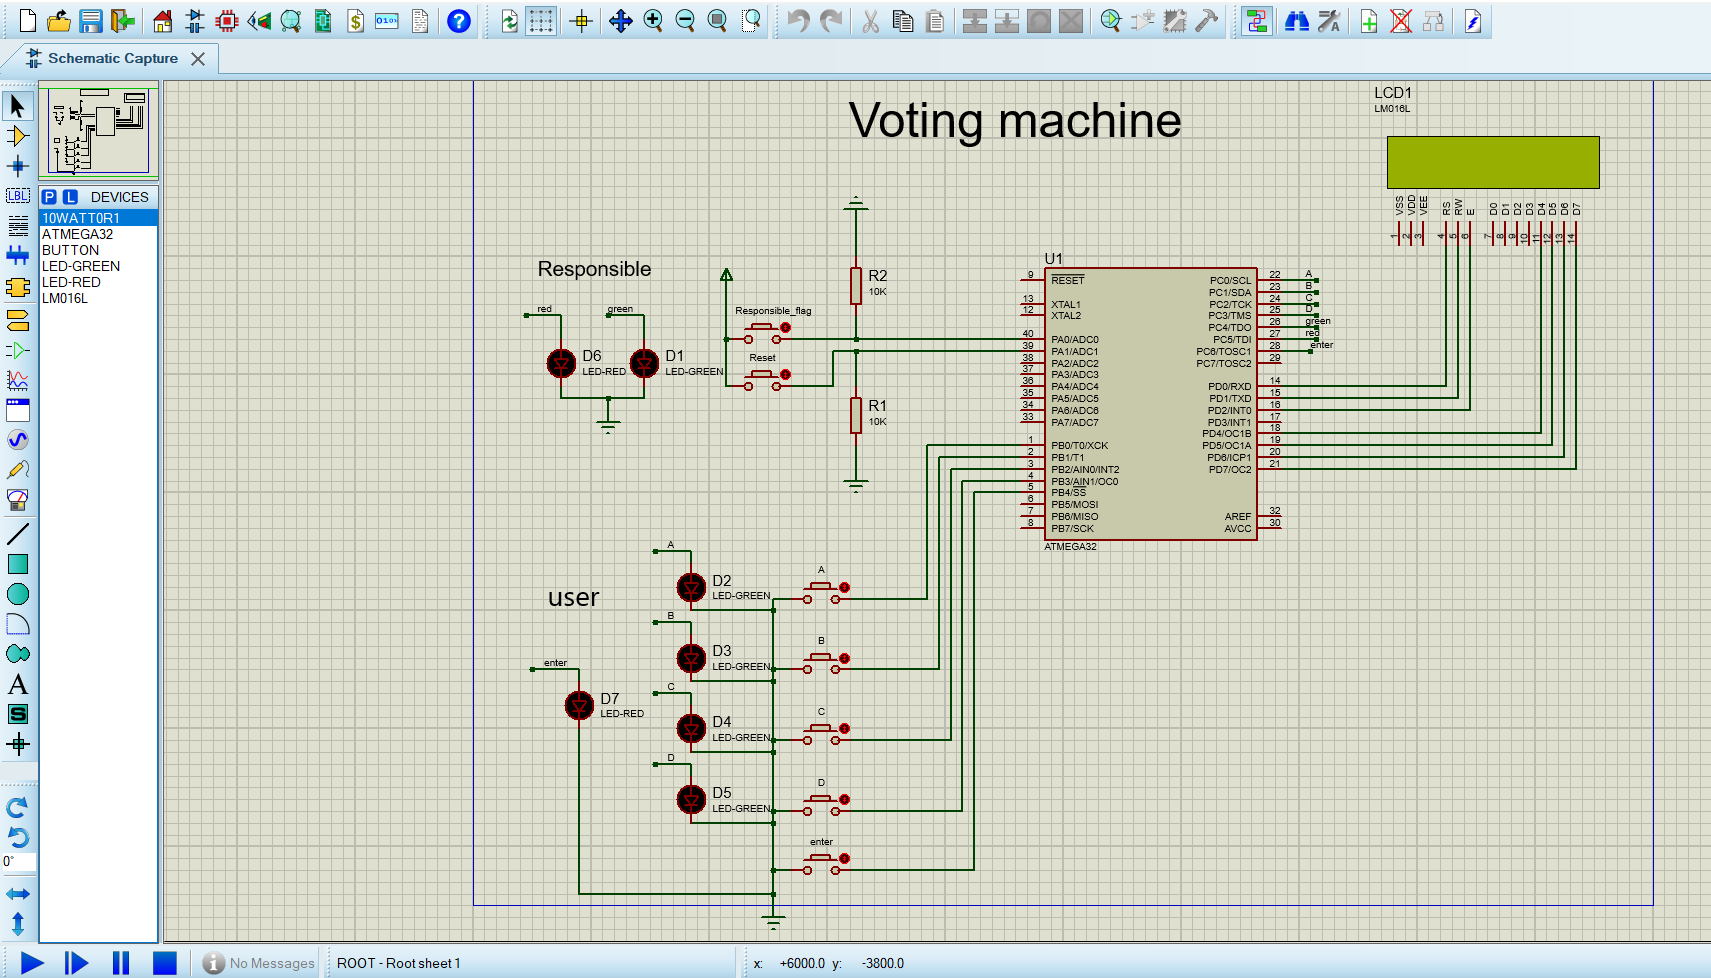 Schematic Capture
LBL
P L DEVICES
10WATT0R1
ATMEGA32
BUTTON
LED-GREEN
LED-RED
LM016L
0°
Voting machine
LCD1
LM016L
VSS
VDD
VEE
RS
RW
E
D0
D1
D2
D3
D4
D5
D6
D7
1
2
3
4
5
6
7
8
9
10
11
12
13
14
Responsible
red
green
D6
LED-RED
D1
LED-GREEN
Responsible_flag
Reset
R2
10K
R1
10K
U1
9 RESET
13 XTAL1
12 XTAL2
40 PA0/ADC0
39 PA1/ADC1
38 PA2/ADC2
37 PA3/ADC3
36 PA4/ADC4
35 PA5/ADC5
34 PA6/ADC6
33 PA7/ADC7
1 PB0/T0/XCK
2 PB1/T1
3 PB2/AIN0/INT2
4 PB3/AIN1/OC0
5 PB4/SS
6 PB5/MOSI
7 PB6/MISO
8 PB7/SCK
PC0/SCL 22 A
PC1/SDA 23 B
PC2/TCK 24 C
PC3/TMS 25 D
PC4/TDO 26 green
PC5/TDI 27 red
PC6/TOSC1 28 enter
PC7/TOSC2 29
PD0/RXD 14
PD1/TXD 15
PD2/INT0 16
PD3/INT1 17
PD4/OC1B 18
PD5/OC1A 19
PD6/ICP1 20
PD7/OC2 21
AREF 32
AVCC 30
ATMEGA32
user
A
D2
LED-GREEN
A
B
D3
LED-GREEN
B
enter
D7
LED-RED
C
D4
LED-GREEN
C
D
D5
LED-GREEN
D
enter
No Messages
ROOT - Root sheet 1
x: +6000.0 y: -3800.0